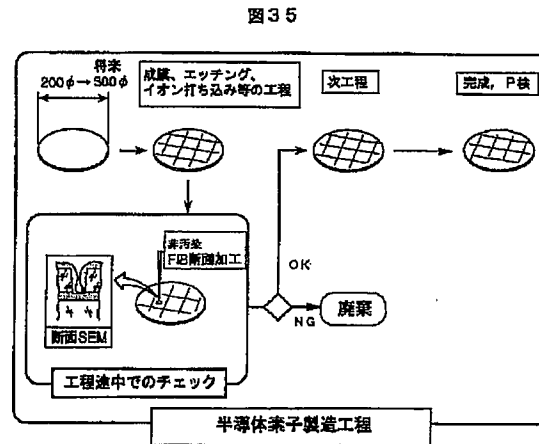 図35
将来
200φ→300φ
成膜、エッチング、
イオン打ち込み等の工程
次工程
完成，P検
非汚染
FIB断面加工
断面SEM
OK
NG
廃棄
工程途中でのチェック
半導体素子製造工程